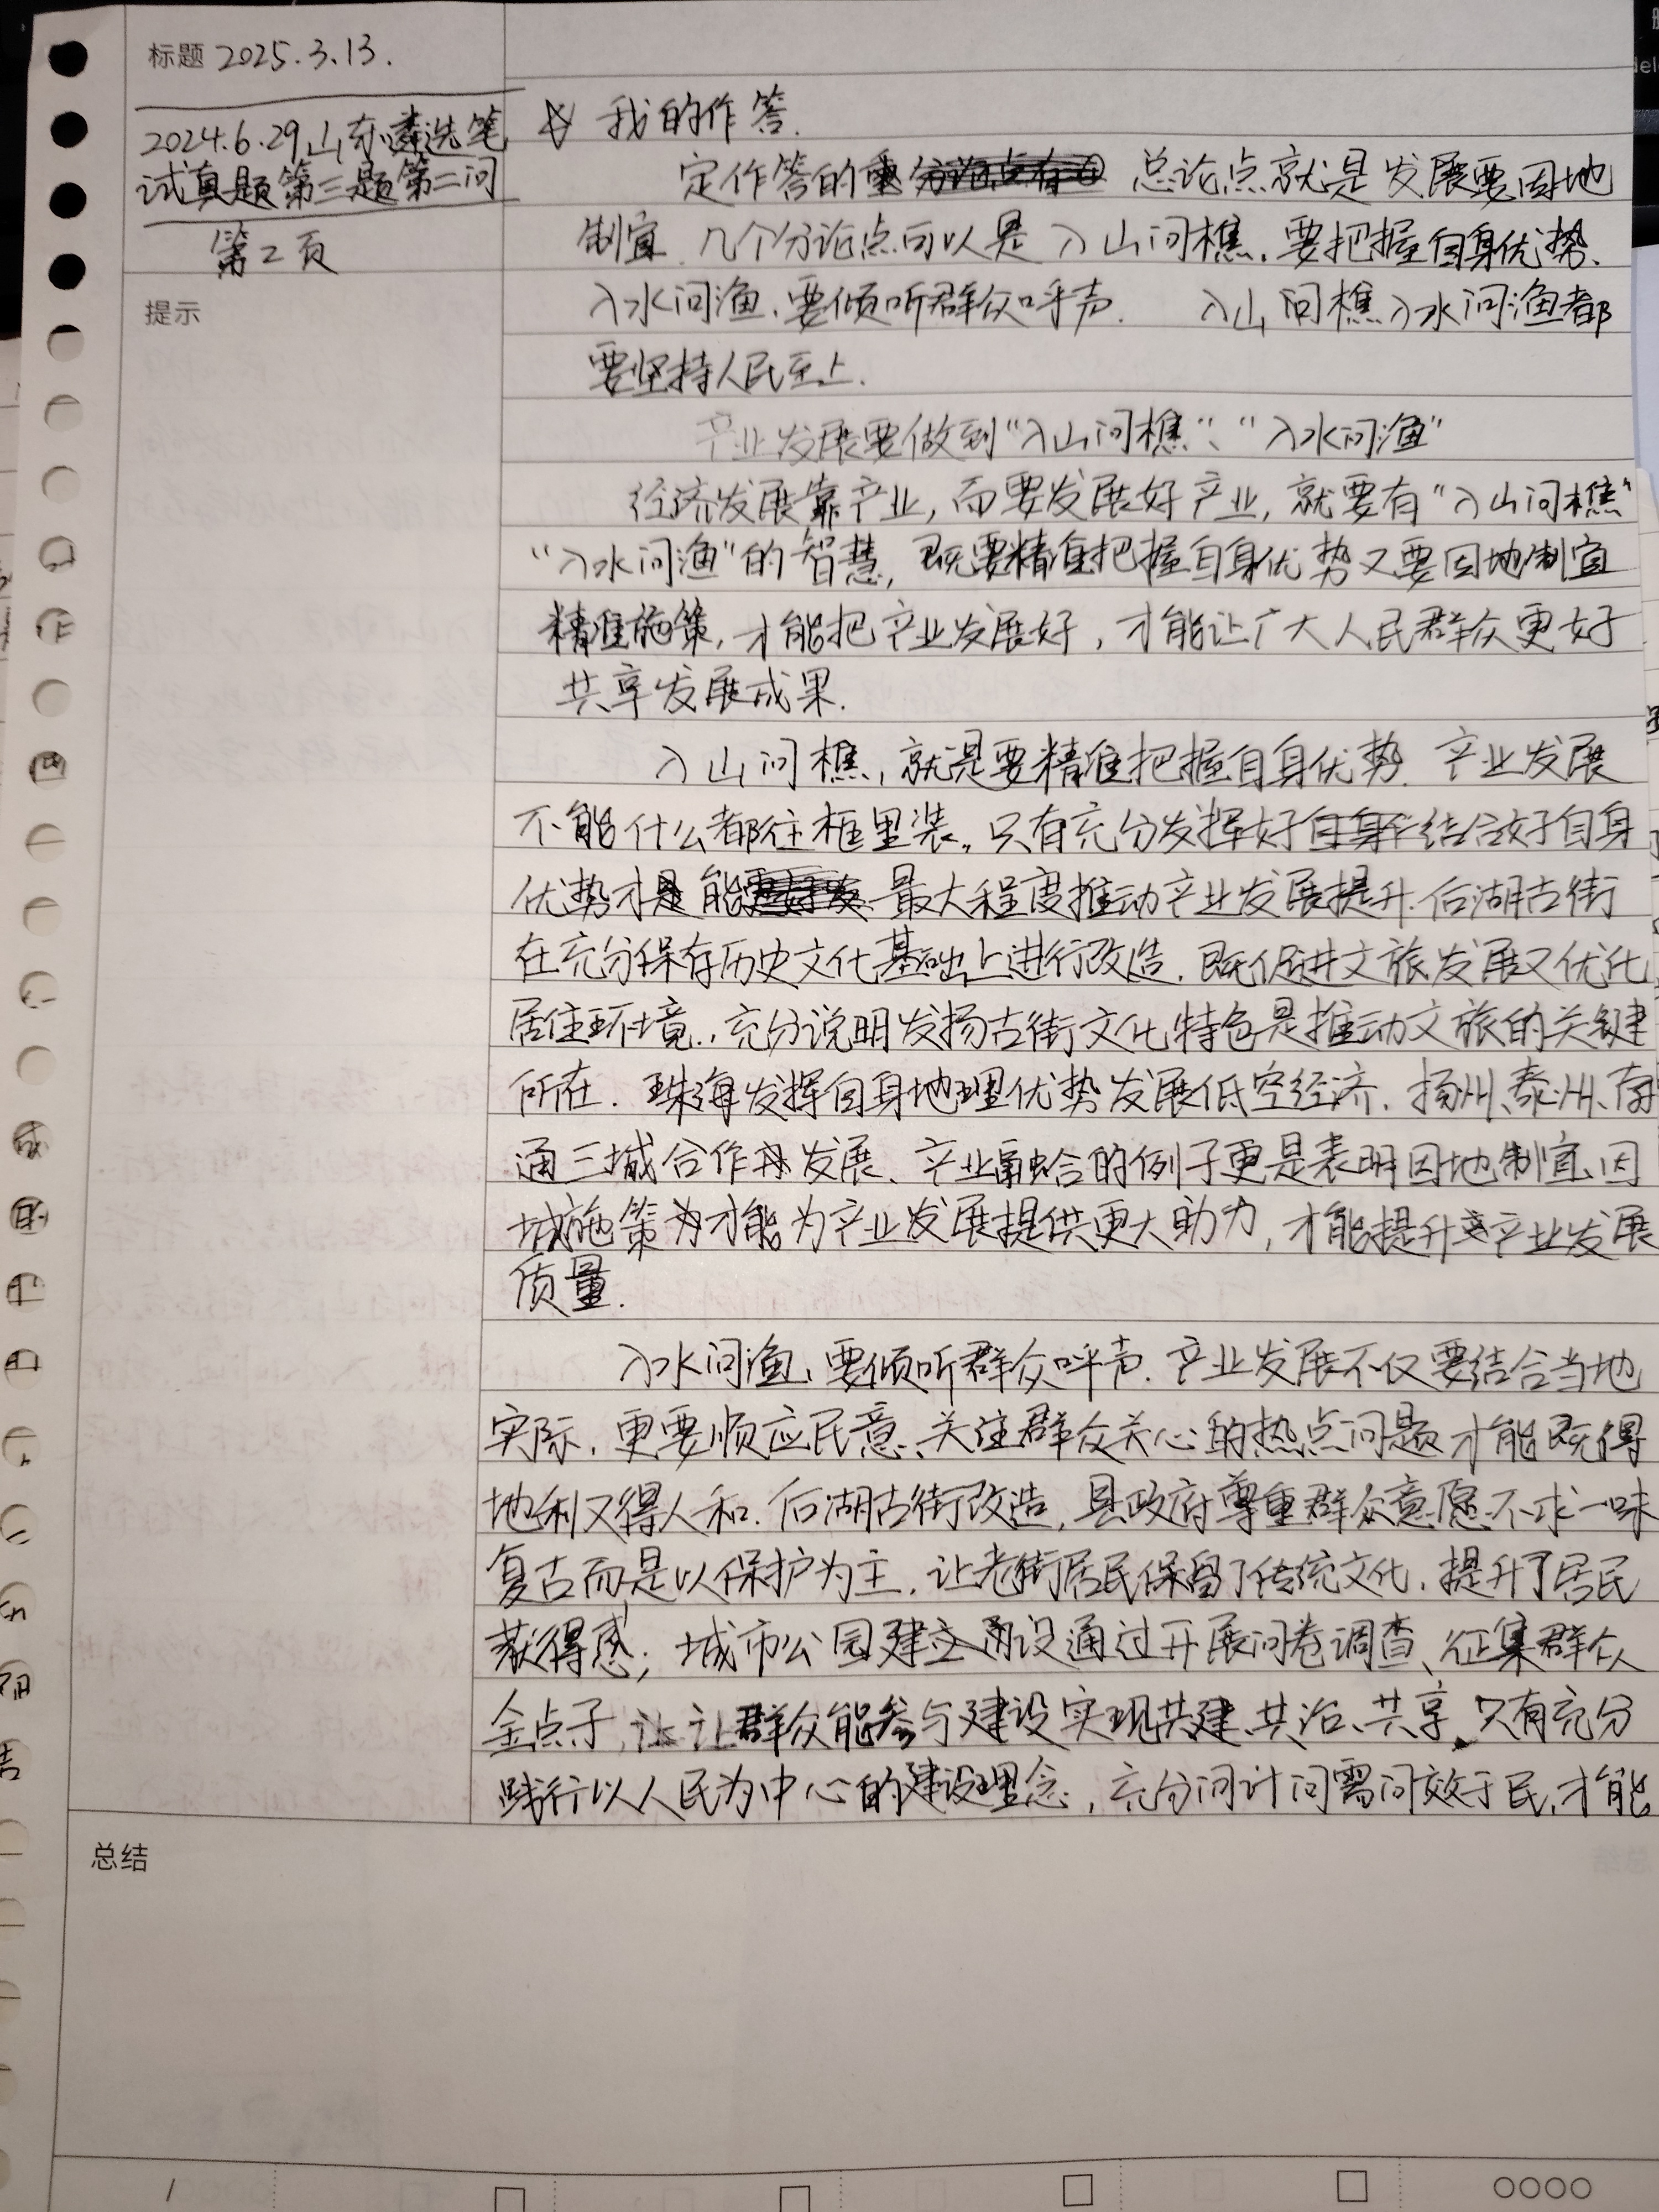 标题 2025.3.13.
2024.6.29山东遴选笔
试真题第三题第二问
第2页
提示
☆ 我的作答.
定作答的 总论点就是发展要因地
制宜. 几个分论点可以是 入山问樵,要把握自身优势、
入水问渔,要倾听群众呼声. 入山问樵入水问渔都
要坚持人民至上.
产业发展要做到“入山问樵”、“入水问渔”
经济发展靠产业,而要发展好产业,就要有“入山问樵”
“入水问渔”的智慧,既要精准把握自身优势又要因地制宜
精准施策,才能把产业发展好,才能让广大人民群众更好
共享发展成果.
入山问樵,就是要精准把握自身优势. 产业发展
不能什么都往框里装。只有充分发挥好自身结合好自身
优势才是能 最大程度推动产业发展提升.后湖古街
在充分保存历史文化基础上进行改造,既促进文旅发展又优化
居住环境,充分说明发扬古街文化特色是推动文旅的关键
所在. 珠海发挥自身地理优势发展低空经济、扬州、泰州、南
通三城合作共发展、产业融合的例子更是表明因地制宜、因
城施策为才能为产业发展提供更大助力,才能提升产业发展
质量.
入水问渔,要倾听群众呼声.产业发展不仅要结合当地
实际,更要顺应民意、关注群众关心的热点问题才能既得
地利又得人和.后湖古街改造,县政府尊重群众意愿不求一味
复古而是以保护为主,让老街居民保留了传统文化,提升了居民
获得感;城市公园建立 设通过开展问卷调查、征集群众
金点子,让让群众能参与建设实现共建、共治、共享.只有充分
践行以人民为中心的建设理念,充分问计问需问效于民,才能
总结